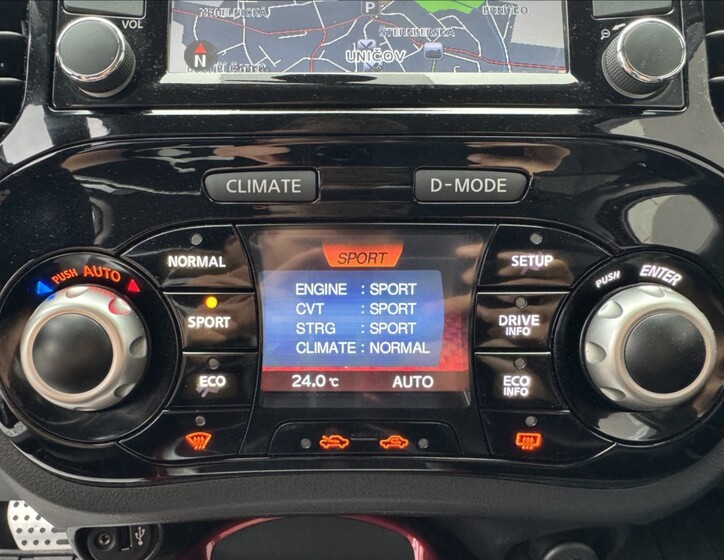 VOL
P
ŠTERNBERSKÁ
UNIČOV
N
CLIMATE
D-MODE
NORMAL
SPORT
SETUP
PUSH AUTO
PUSH ENTER
ENGINE : SPORT
CVT : SPORT
STRG : SPORT
CLIMATE : NORMAL
SPORT
DRIVE
INFO
ECO
24.0 °C
AUTO
ECO
INFO